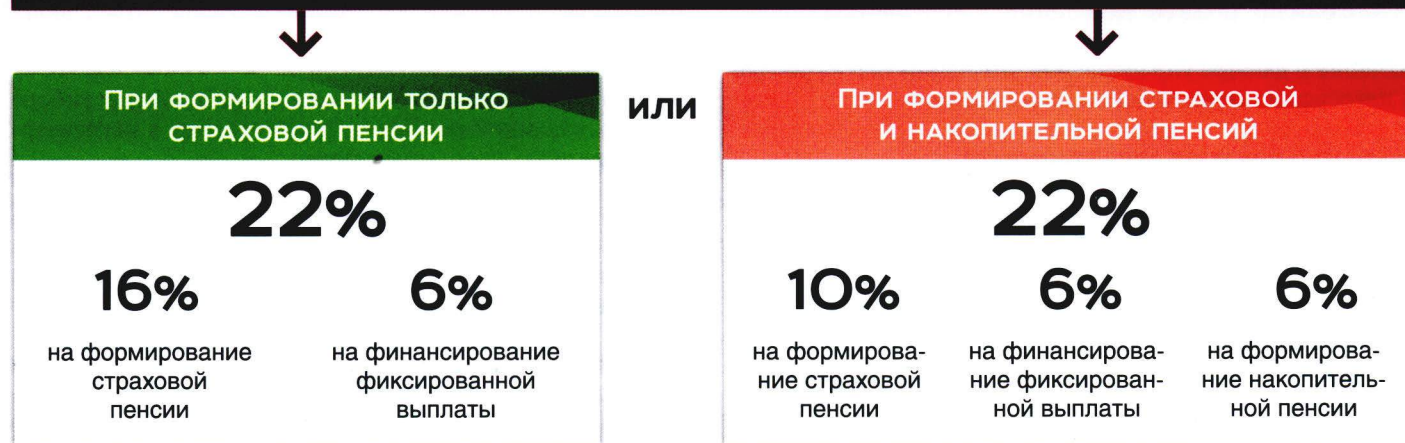 При формировании только
страховой пенсии
22%
16%
6%
на формирование
страховой
пенсии
на финансирование
фиксированной
выплаты
или
При формировании страховой
и накопительной пенсий
22%
10%
6%
6%
на формирова-
ние страховой
пенсии
на финансирова-
ние фиксирован-
ной выплаты
на формирова-
ние накопитель-
ной пенсии